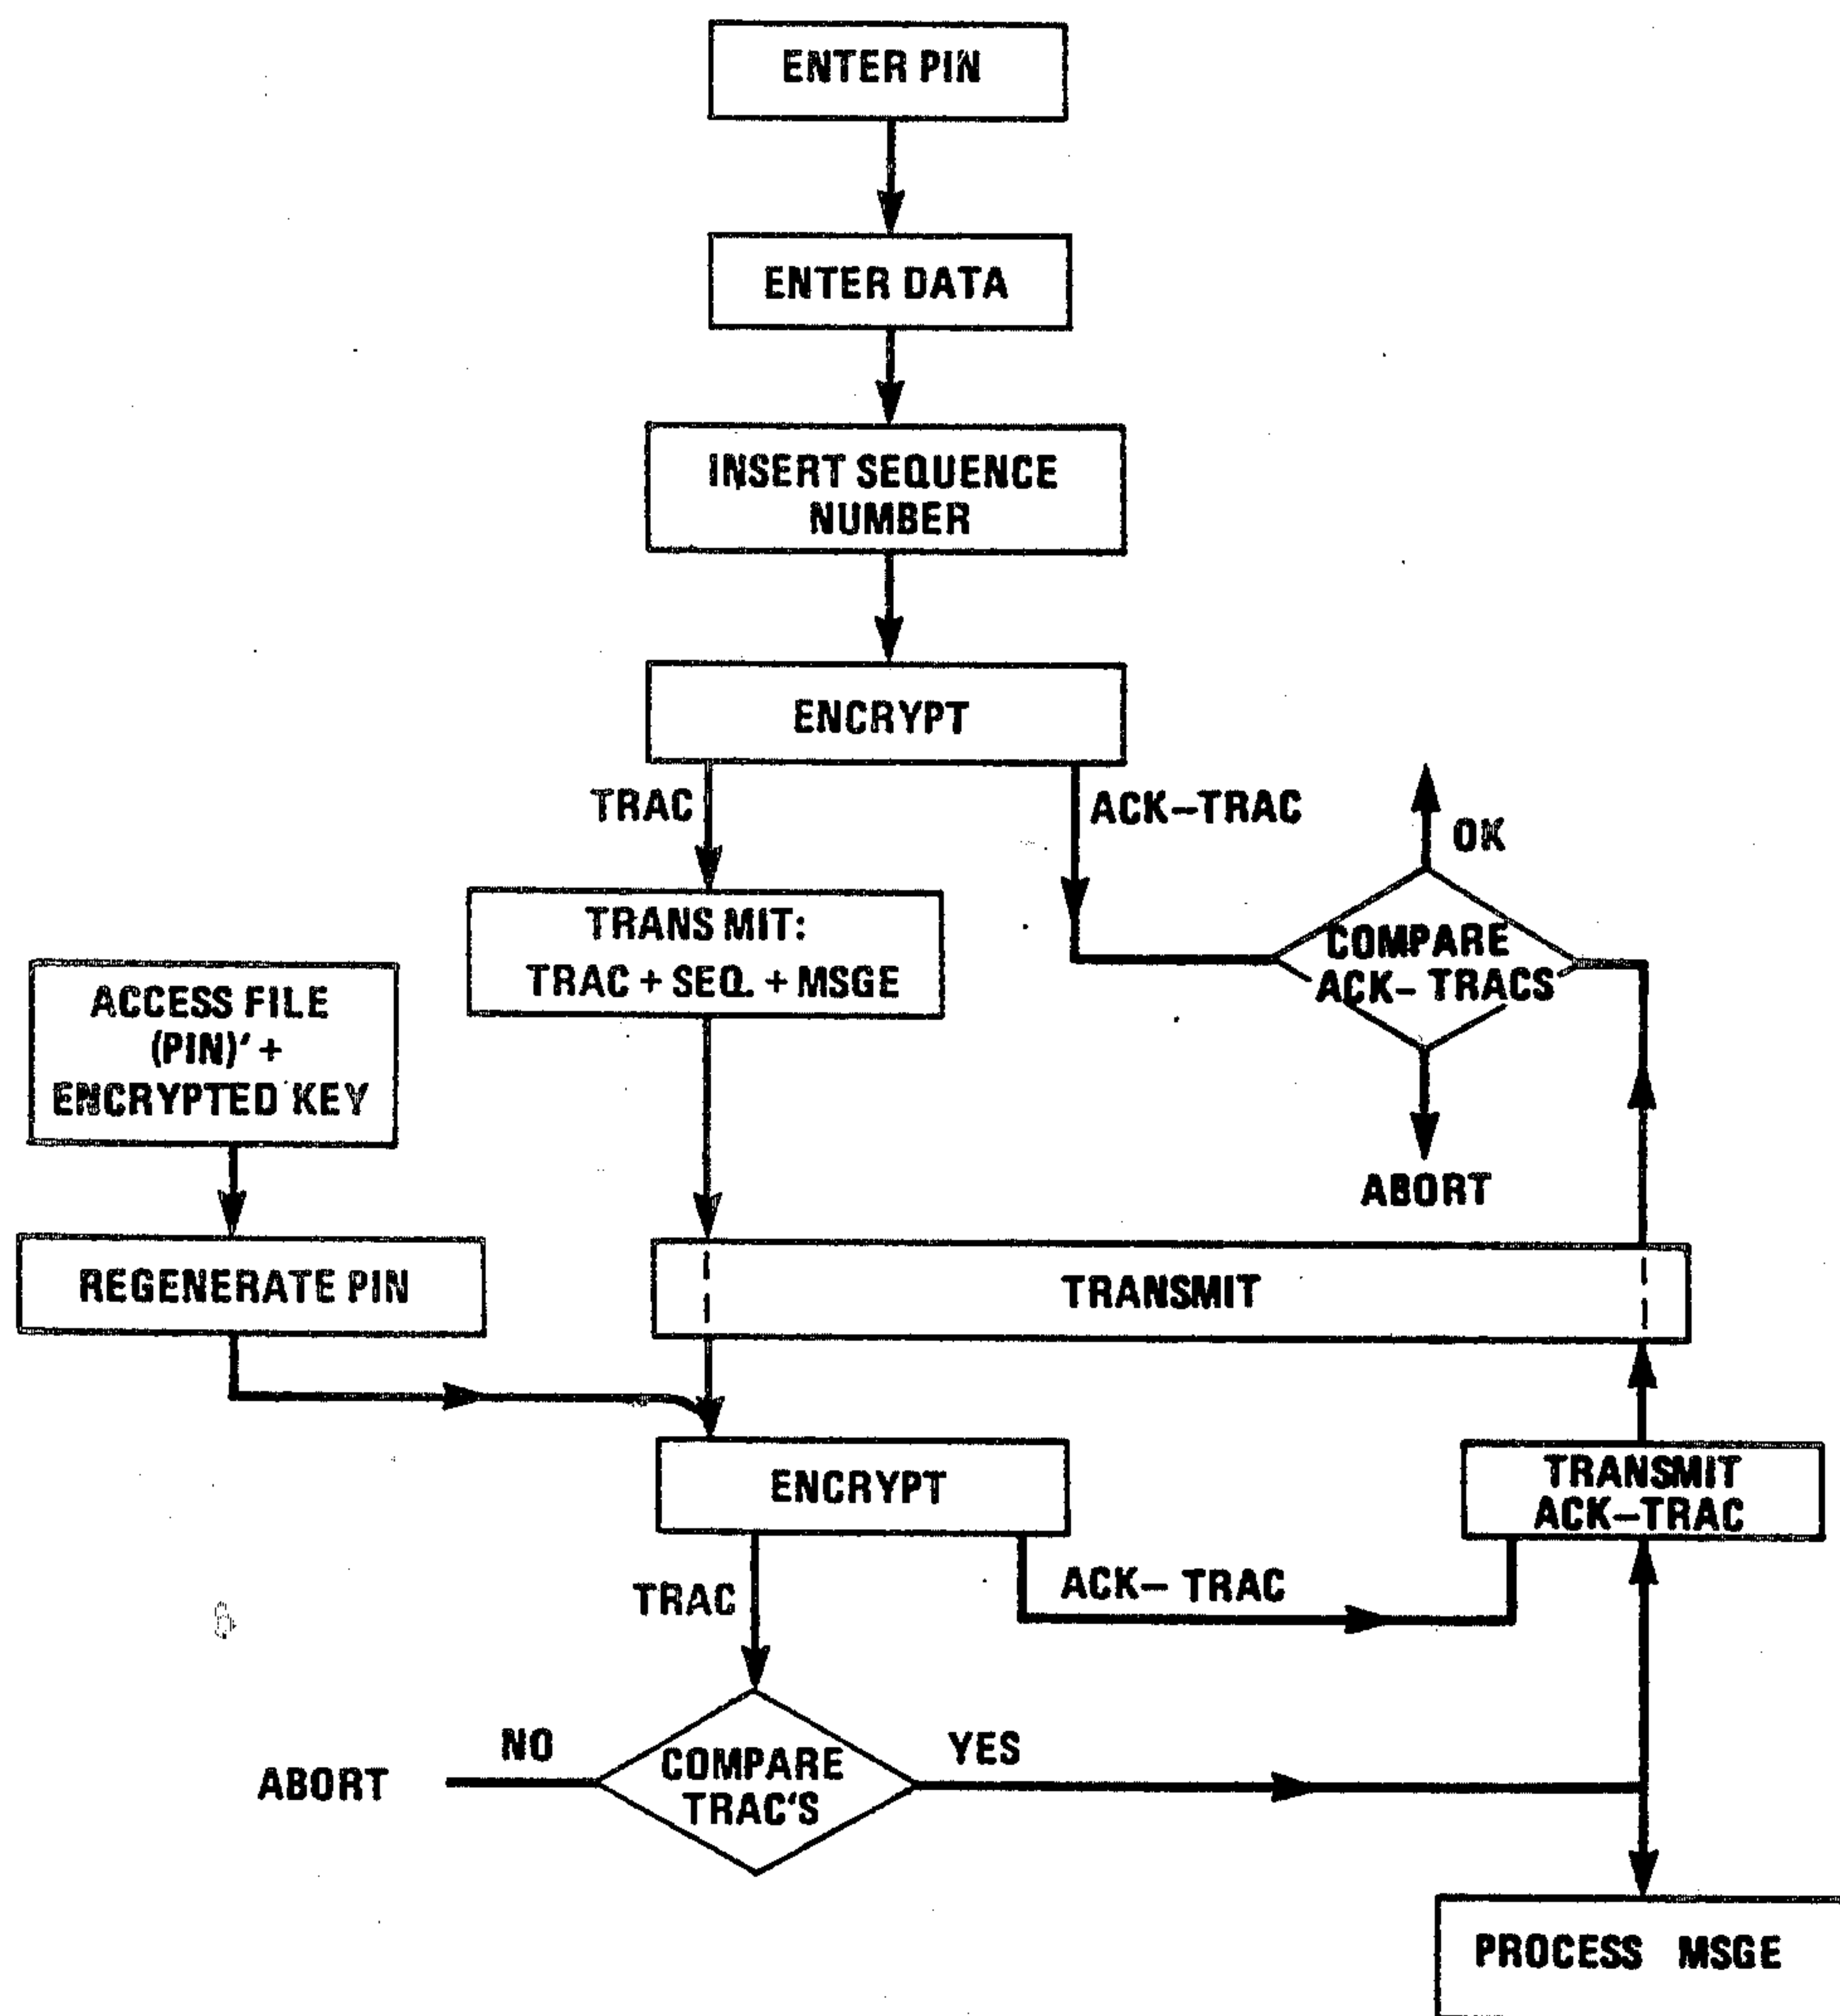 ENTER PIN
ENTER DATA
INSERT SEQUENCE
NUMBER
ENCRYPT
TRAC
ACK-TRAC
OK
TRANSMIT:
TRAC + SEQ. + MSGE
COMPARE
ACK- TRACS
ABORT
ACCESS FILE
(PIN)' +
ENCRYPTED KEY
REGENERATE PIN
TRANSMIT
ENCRYPT
TRANSMIT
ACK-TRAC
TRAC
ACK- TRAC
ABORT
NO
COMPARE
TRAC'S
YES
PROCESS MSGE